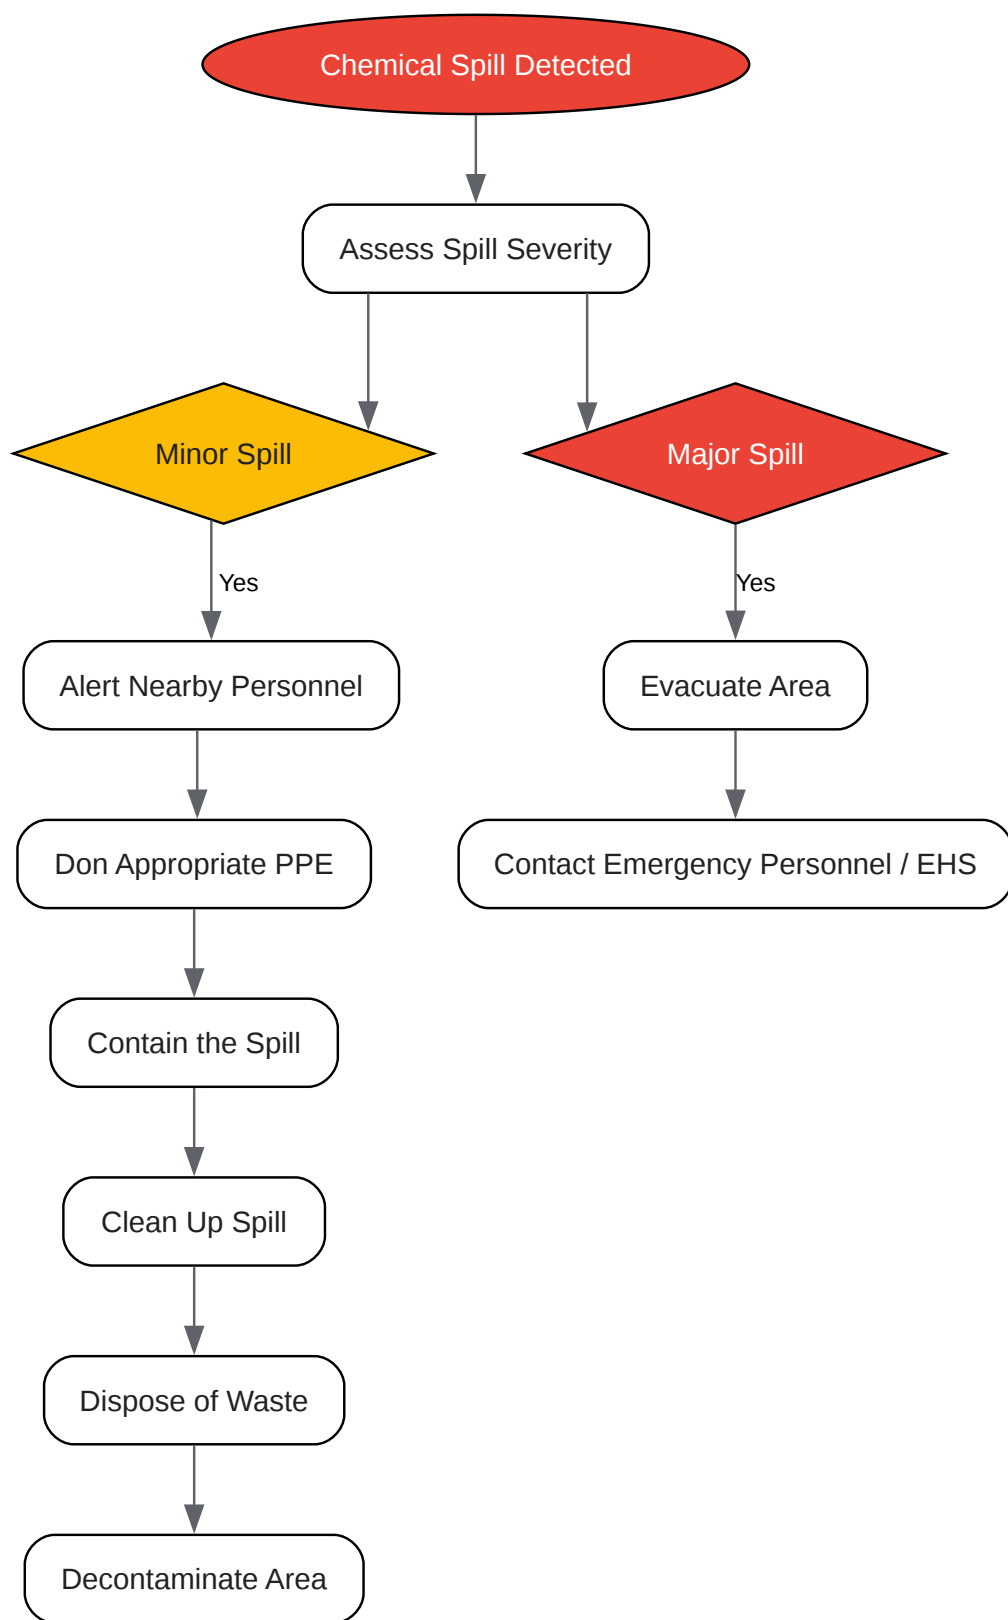 Chemical Spill Detected
Assess Spill Severity
Minor Spill
Major Spill
Yes
Yes
Alert Nearby Personnel
Evacuate Area
Don Appropriate PPE
Contact Emergency Personnel / EHS
Contain the Spill
Clean Up Spill
Dispose of Waste
Decontaminate Area